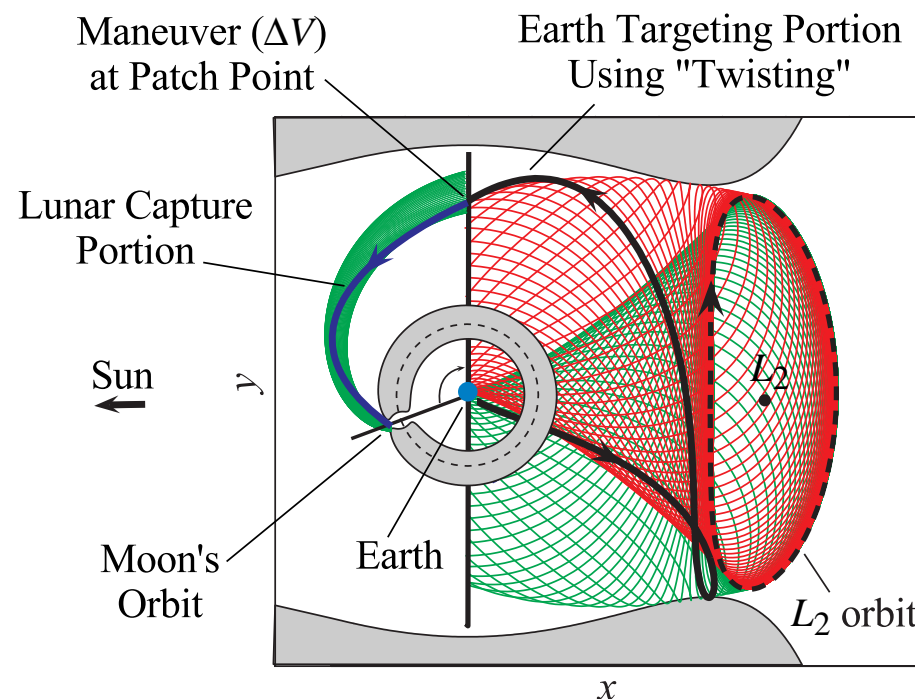 Maneuver (ΔV)
at Patch Point
Earth Targeting Portion
Using "Twisting"
Lunar Capture
Portion
Sun
y
L2
Moon's
Orbit
Earth
L2 orbit
x